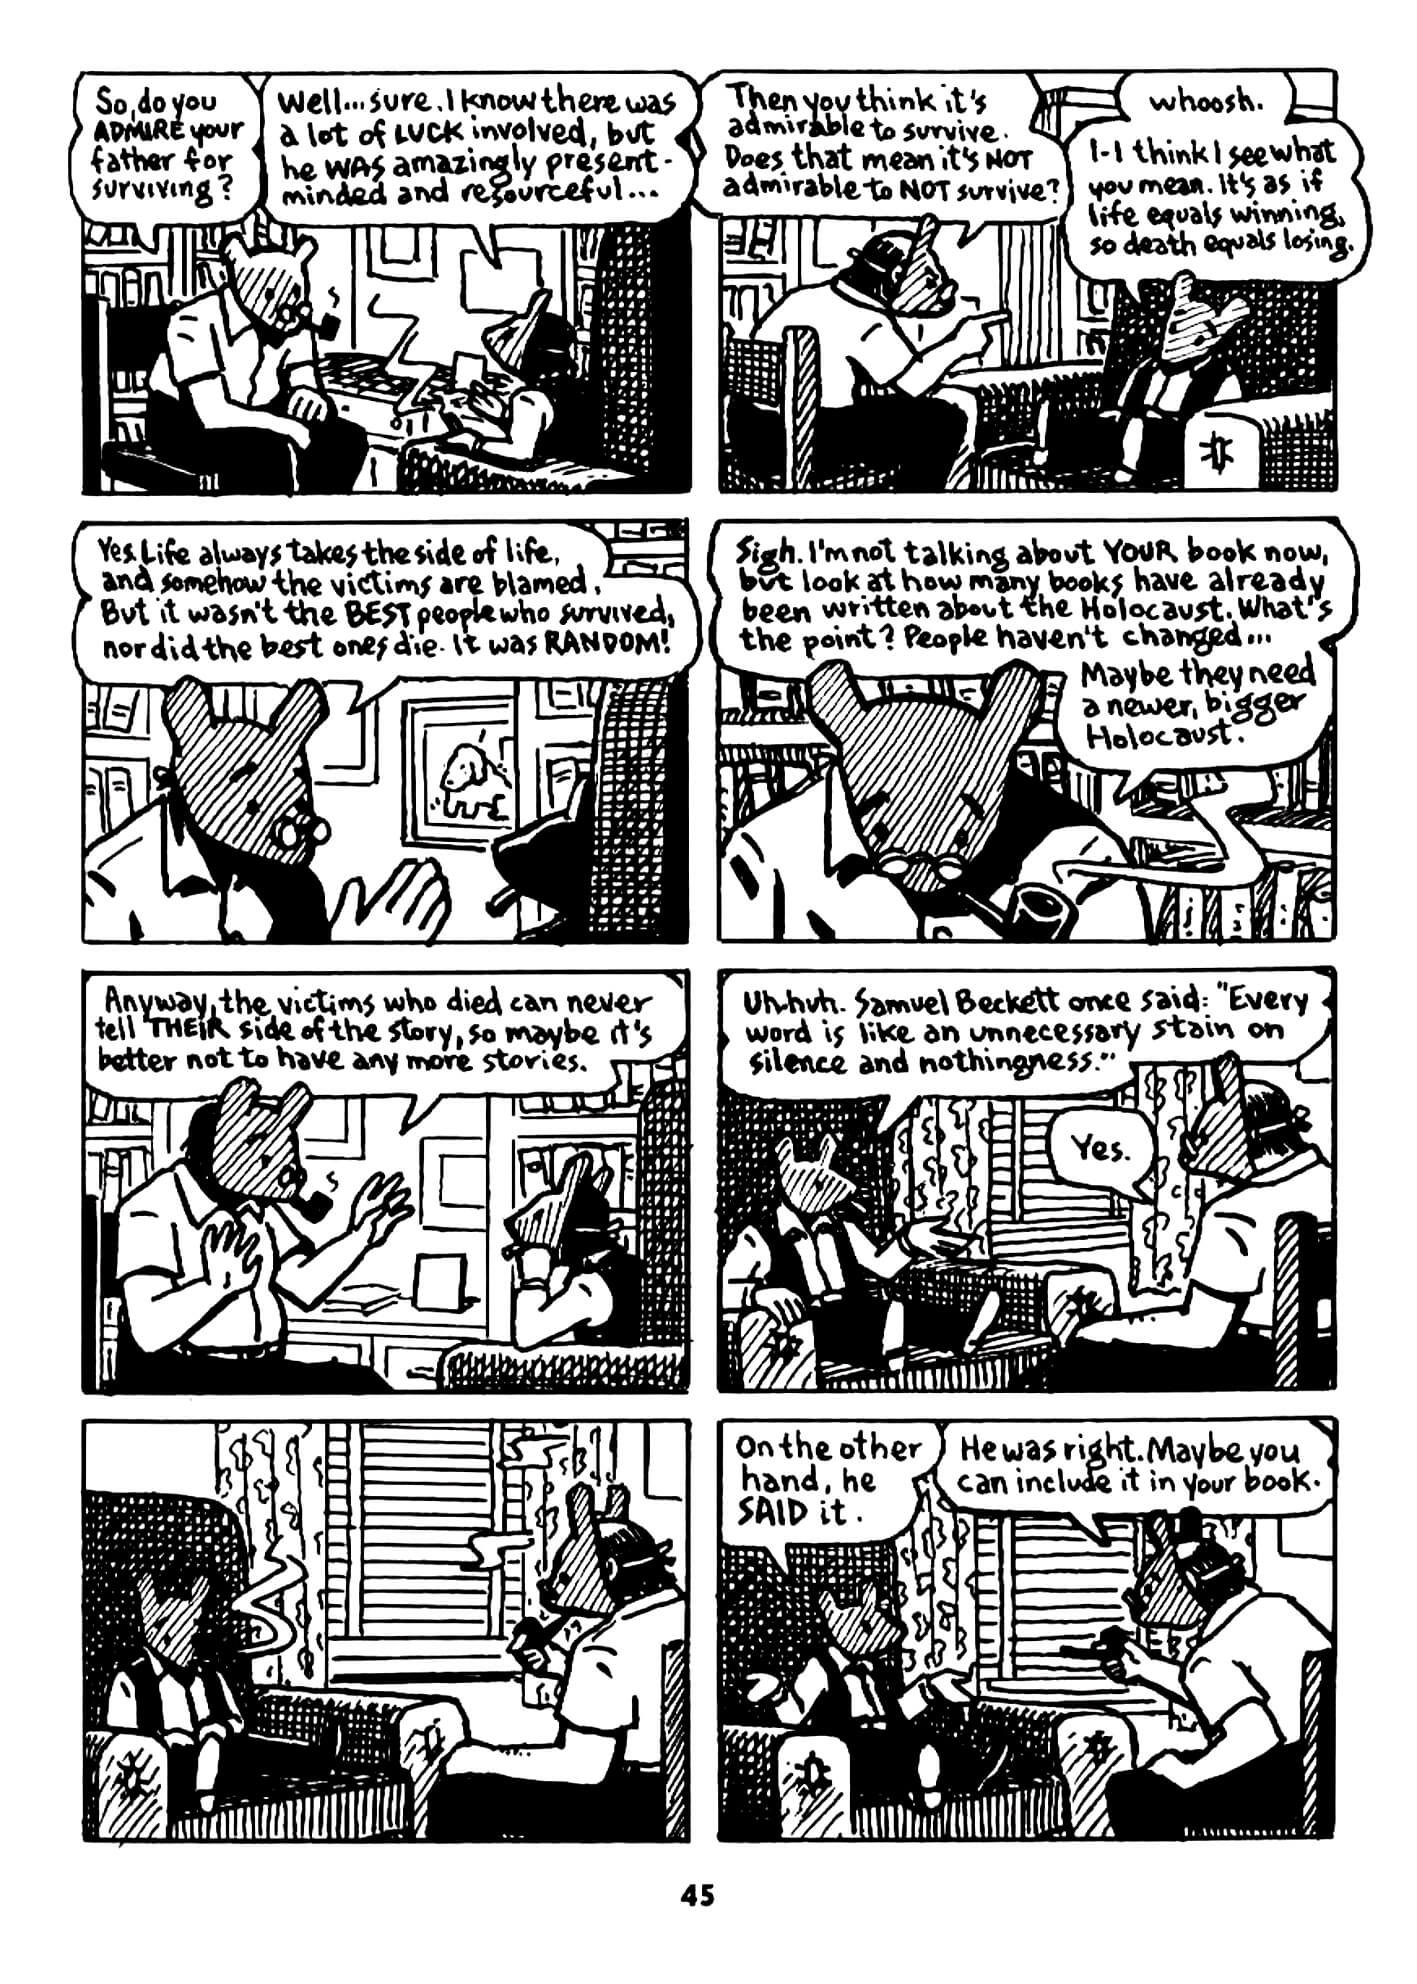 So, do you
ADMIRE your
father for
surviving?
Well... sure. I know there was
a lot of LUCK involved, but
he WAS amazingly present-
minded and resourceful...
Then you think it's
admirable to survive.
Does that mean it's NOT
admirable to NOT survive?
whoosh.
I-I think I see what
you mean. It's as if
life equals winning,
so death equals losing.
Yes. Life always takes the side of life,
and somehow the victims are blamed.
But it wasn't the BEST people who survived,
nor did the best ones die. It was RANDOM!
Sigh. I'm not talking about YOUR book now,
but look at how many books have already
been written about the Holocaust. What's
the point? People haven't changed...
Maybe they need
a newer, bigger
Holocaust.
Anyway, the victims who died can never
tell THEIR side of the story, so maybe it's
better not to have any more stories.
Uh-huh. Samuel Beckett once said: "Every
word is like an unnecessary stain on
silence and nothingness."
Yes.
On the other
hand, he
SAID it.
He was right. Maybe you
can include it in your book.
45